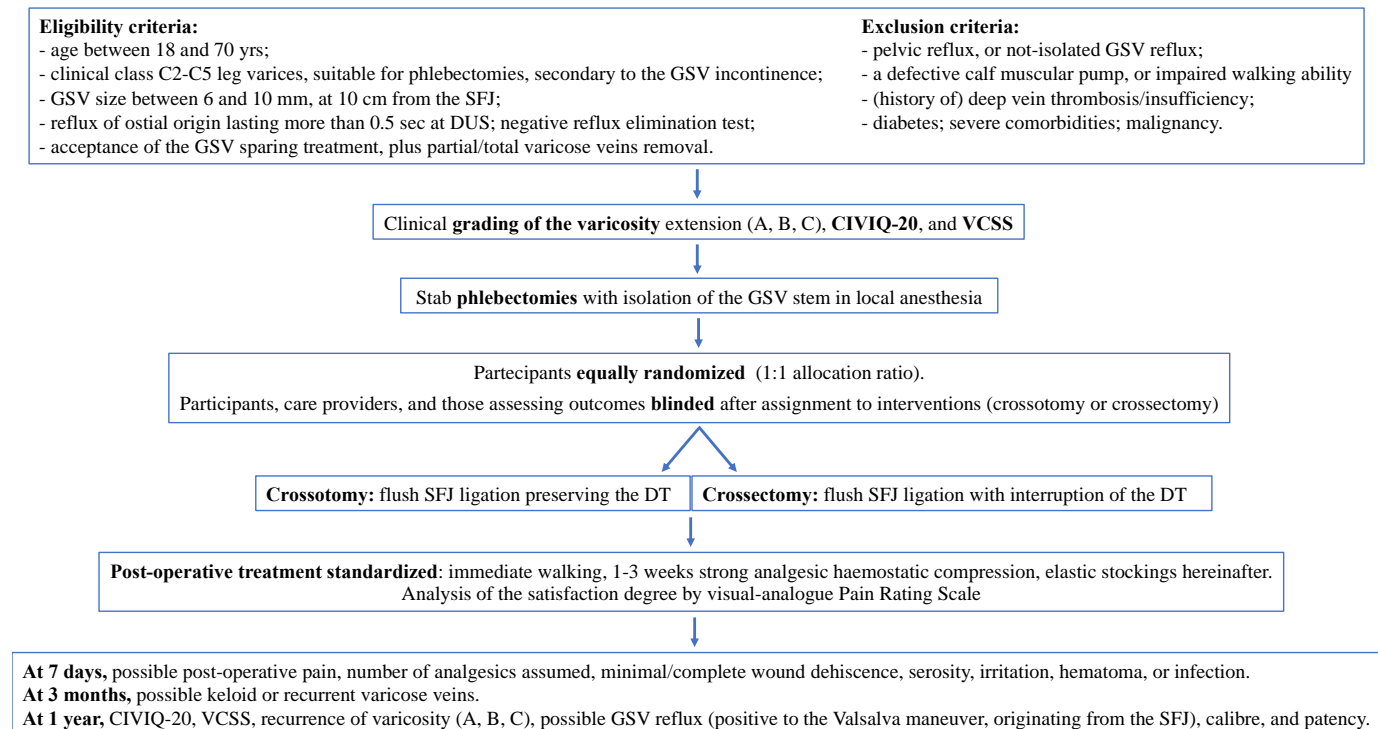 Eligibility criteria:
- age between 18 and 70 yrs;
- clinical class C2-C5 leg varices, suitable for phlebectomies, secondary to the GSV incontinence;
- GSV size between 6 and 10 mm, at 10 cm from the SFJ;
- reflux of ostial origin lasting more than 0.5 sec at DUS; negative reflux elimination test;
- acceptance of the GSV sparing treatment, plus partial/total varicose veins removal.
Exclusion criteria:
- pelvic reflux, or not-isolated GSV reflux;
- a defective calf muscular pump, or impaired walking ability
- (history of) deep vein thrombosis/insufficiency;
- diabetes; severe comorbidities; malignancy.
Clinical grading of the varicosity extension (A, B, C), CIVIQ-20, and VCSS
Stab phlebectomies with isolation of the GSV stem in local anesthesia
Partecipants equally randomized (1:1 allocation ratio).
Participants, care providers, and those assessing outcomes blinded after assignment to interventions (crossotomy or crossectomy)
Crossotomy: flush SFJ ligation preserving the DT
Crossectomy: flush SFJ ligation with interruption of the DT
Post-operative treatment standardized: immediate walking, 1-3 weeks strong analgesic haemostatic compression, elastic stockings hereinafter.
Analysis of the satisfaction degree by visual-analogue Pain Rating Scale
At 7 days, possible post-operative pain, number of analgesics assumed, minimal/complete wound dehiscence, serosity, irritation, hematoma, or infection.
At 3 months, possible keloid or recurrent varicose veins.
At 1 year, CIVIQ-20, VCSS, recurrence of varicosity (A, B, C), possible GSV reflux (positive to the Valsalva maneuver, originating from the SFJ), calibre, and patency.